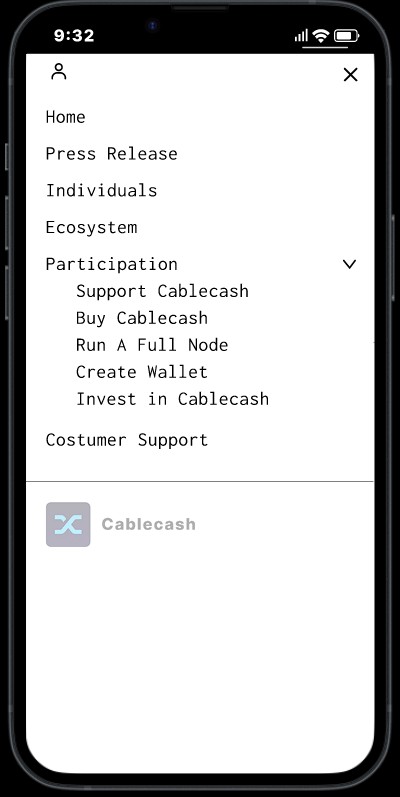 9:32
Home
Press Release
Individuals
Ecosystem
Participation
Support Cablecash
Buy Cablecash
Run A Full Node
Create Wallet
Invest in Cablecash
Costumer Support
Cablecash